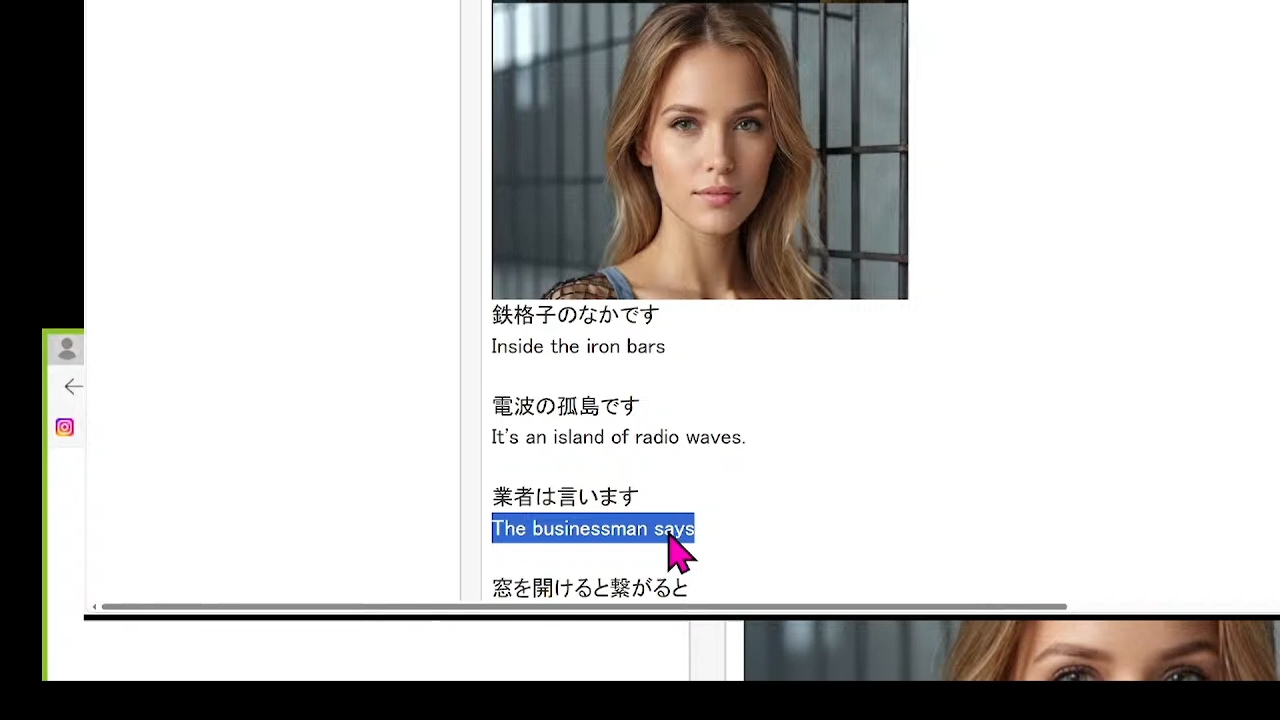 鉄格子のなかです
Inside the iron bars
電波の孤島です
It's an island of radio waves.
業者は言います
The businessman says
窓を開けると繋がると